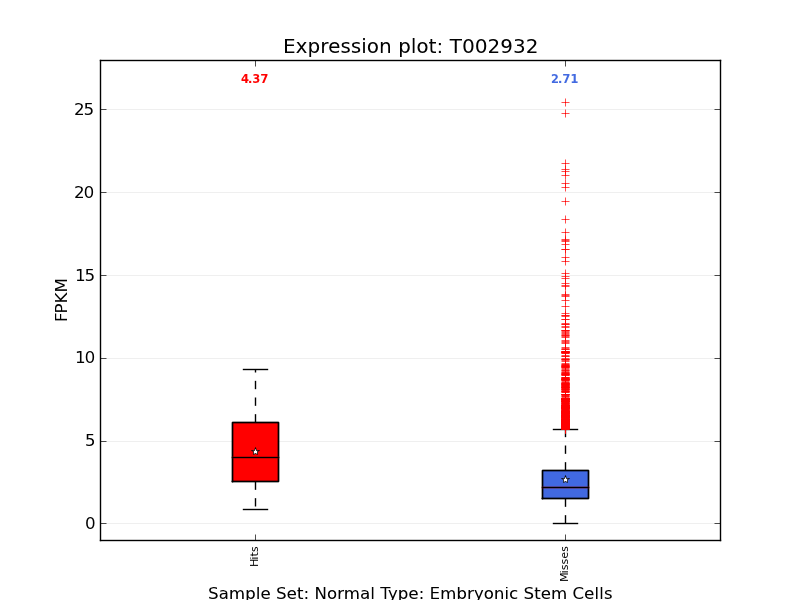 Expression plot: T002932
4.37
2.71
25
20
15
10
5
0
FPKM
Hits
Misses
Sample Set: Normal Type: Embryonic Stem Cells